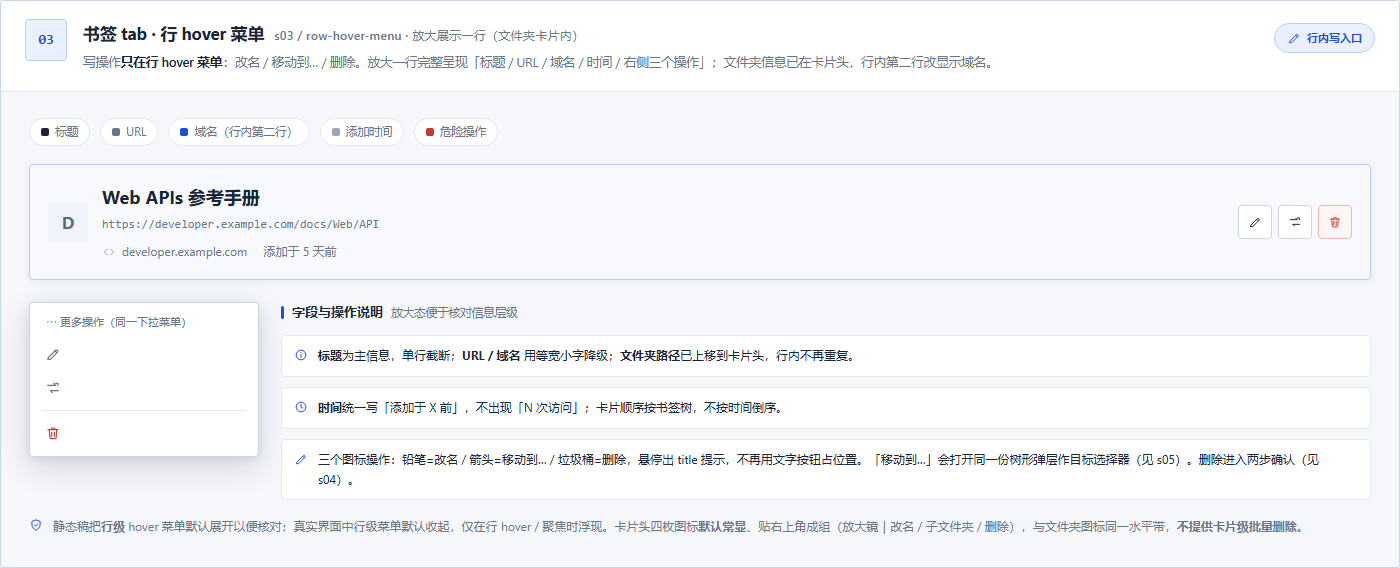 03
书签 tab · 行 hover 菜单 s03 / row-hover-menu · 放大展示一行（文件夹卡片内）
写操作只在行 hover 菜单：改名 / 移动到… / 删除。放大一行完整呈现「标题 / URL / 域名 / 时间 / 右侧三个操作」；文件夹信息已在卡片头，行内第二行改显示域名。
行内写入口
标题
URL
域名（行内第二行）
添加时间
危险操作
D
Web APIs 参考手册
https://developer.example.com/docs/Web/API
developer.example.com 添加于 5 天前
··· 更多操作（同一下拉菜单）
字段与操作说明 放大态便于核对信息层级
标题为主信息，单行截断；URL / 域名 用等宽小字降级；文件夹路径已上移到卡片头，行内不再重复。
时间统一写「添加于 X 前」，不出现「N 次访问」；卡片顺序按书签树，不按时间倒序。
三个图标操作：铅笔=改名 / 箭头=移动到… / 垃圾桶=删除，悬停出 title 提示，不再用文字按钮占位置。「移动到…」会打开同一份树形弹层作目标选择器（见 s05）。删除进入两步确认（见
s04）。
静态稿把行级 hover 菜单默认展开以便核对；真实界面中行级菜单默认收起，仅在行 hover / 聚焦时浮现。卡片头四枚图标默认常显、贴右上角成组（放大镜 | 改名 / 子文件夹 / 删除），与文件夹图标同一水平带，不提供卡片级批量删除。